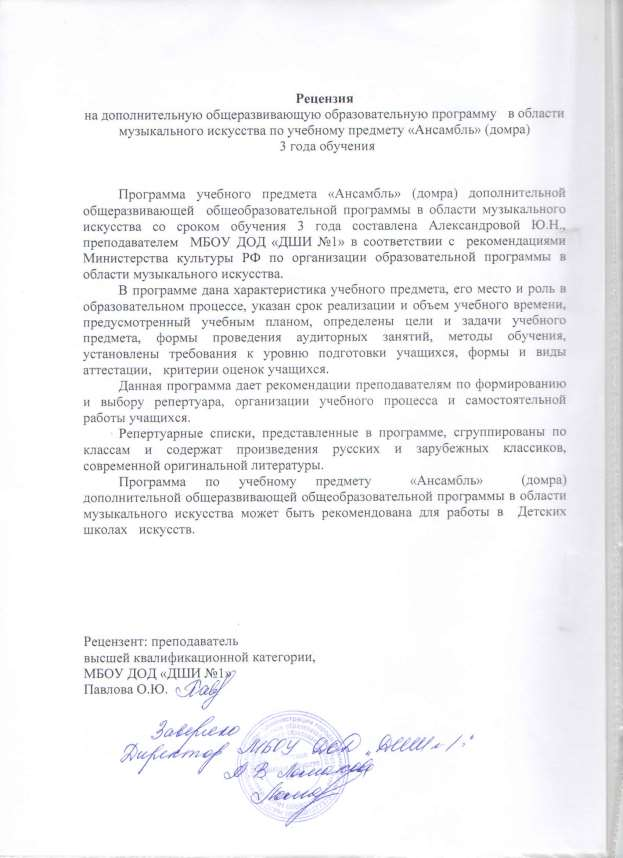 Рецензия
на дополнительную общеразвивающую образовательную программу в области
музыкального искусства по учебному предмету «Ансамбль» (домра)
3 года обучения
Программа учебного предмета «Ансамбль» (домра) дополнительной
общеразвивающей общеобразовательной программы в области музыкального
искусства со сроком обучения 3 года составлена Александровой Ю.Н.,
преподавателем МБОУ ДОД «ДШИ №1» в соответствии с рекомендациями
Министерства культуры РФ по организации образовательной программы в
области музыкального искусства.
В программе дана характеристика учебного предмета, его место и роль в
образовательном процессе, указан срок реализации и объем учебного времени,
предусмотренный учебным планом, определены цели и задачи учебного
предмета, формы проведения аудиторных занятий, методы обучения,
установлены требования к уровню подготовки учащихся, формы и виды
аттестации, критерии оценок учащихся.
Данная программа дает рекомендации преподавателям по формированию
и выбору репертуара, организации учебного процесса и самостоятельной
работы учащихся.
Репертуарные списки, представленные в программе, сгруппированы по
классам и содержат произведения русских и зарубежных классиков,
современной оригинальной литературы.
Программа по учебному предмету «Ансамбль» (домра)
дополнительной общеразвивающей общеобразовательной программы в области
музыкального искусства может быть рекомендована для работы в Детских
школах искусств.
Рецензент: преподаватель
высшей квалификационной категории,
МБОУ ДОД «ДШИ №1»
Павлова О.Ю.
Заверено
Директор МБОУ ДОД „ДШИ №1"